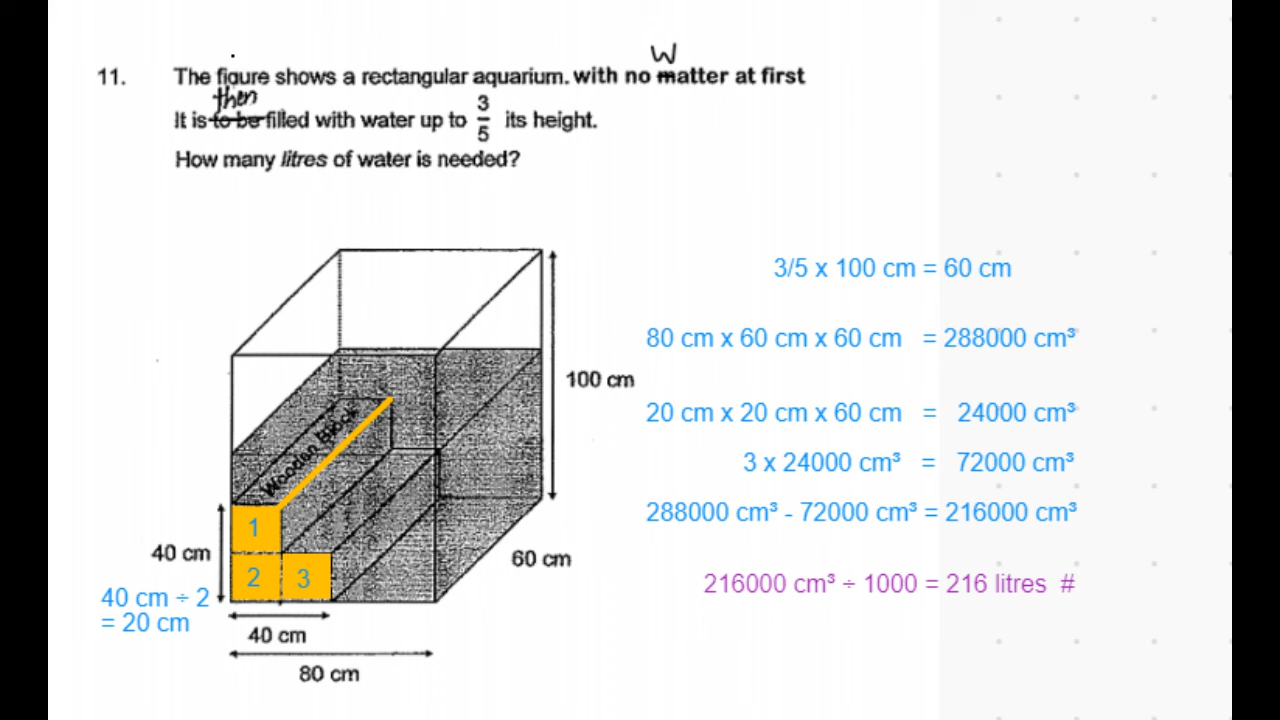 W
11. The figure shows a rectangular aquarium. with no matter at first
then
It is to be filled with water up to 3/5 its height.
How many litres of water is needed?
3/5 x 100 cm = 60 cm
80 cm x 60 cm x 60 cm = 288000 cm³
100 cm
20 cm x 20 cm x 60 cm = 24000 cm³
Wooden Block
3 x 24000 cm³ = 72000 cm³
288000 cm³ - 72000 cm³ = 216000 cm³
1
40 cm
60 cm
2 3
216000 cm³ ÷ 1000 = 216 litres #
40 cm ÷ 2
= 20 cm
40 cm
80 cm